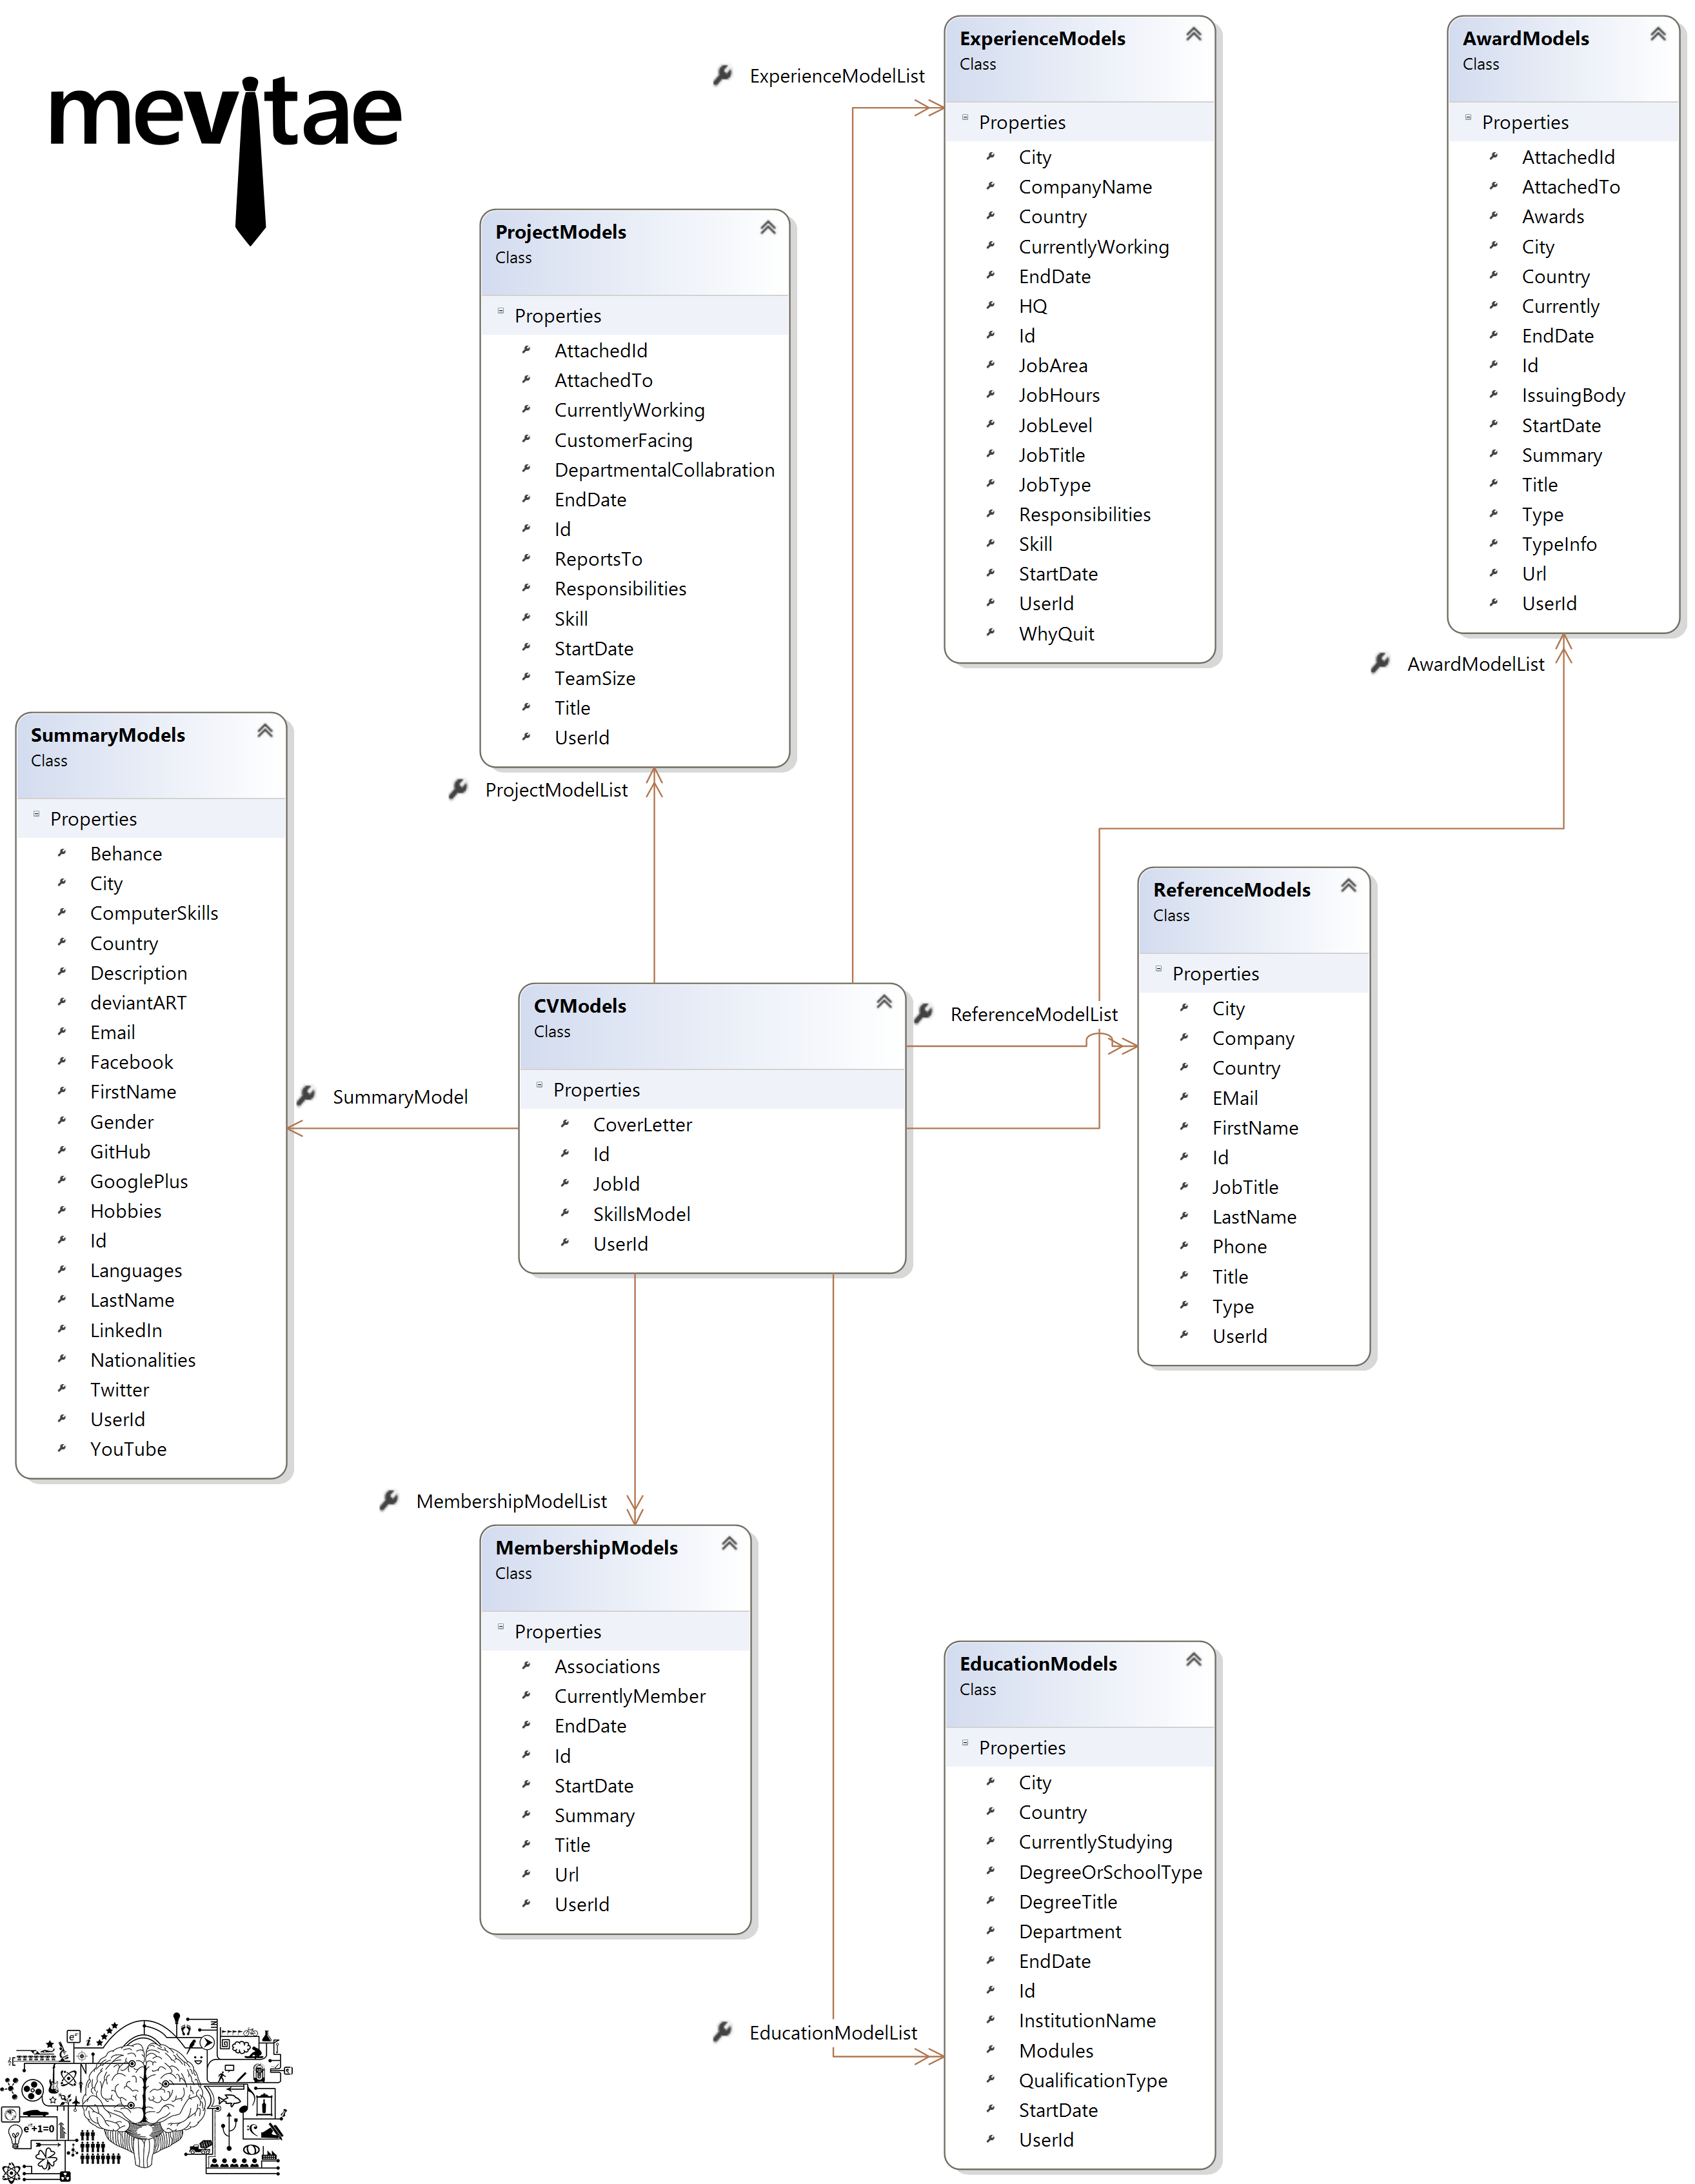 mevitae
ExperienceModelList
ExperienceModels
Class
Properties
City
CompanyName
Country
CurrentlyWorking
EndDate
HQ
Id
JobArea
JobHours
JobLevel
JobTitle
JobType
Responsibilities
Skill
StartDate
UserId
WhyQuit
AwardModels
Class
Properties
AttachedId
AttachedTo
Awards
City
Country
Currently
EndDate
Id
IssuingBody
StartDate
Summary
Title
Type
TypeInfo
Url
UserId
AwardModelList
ProjectModels
Class
Properties
AttachedId
AttachedTo
CurrentlyWorking
CustomerFacing
DepartmentalCollabration
EndDate
Id
ReportsTo
Responsibilities
Skill
StartDate
TeamSize
Title
UserId
ProjectModelList
SummaryModels
Class
Properties
Behance
City
ComputerSkills
Country
Description
deviantART
Email
Facebook
FirstName
Gender
GitHub
GooglePlus
Hobbies
Id
Languages
LastName
LinkedIn
Nationalities
Twitter
UserId
YouTube
SummaryModel
CVModels
Class
Properties
CoverLetter
Id
JobId
SkillsModel
UserId
ReferenceModelList
ReferenceModels
Class
Properties
City
Company
Country
EMail
FirstName
Id
JobTitle
LastName
Phone
Title
Type
UserId
MembershipModelList
MembershipModels
Class
Properties
Associations
CurrentlyMember
EndDate
Id
StartDate
Summary
Title
Url
UserId
EducationModelList
EducationModels
Class
Properties
City
Country
CurrentlyStudying
DegreeOrSchoolType
DegreeTitle
Department
EndDate
Id
InstitutionName
Modules
QualificationType
StartDate
UserId